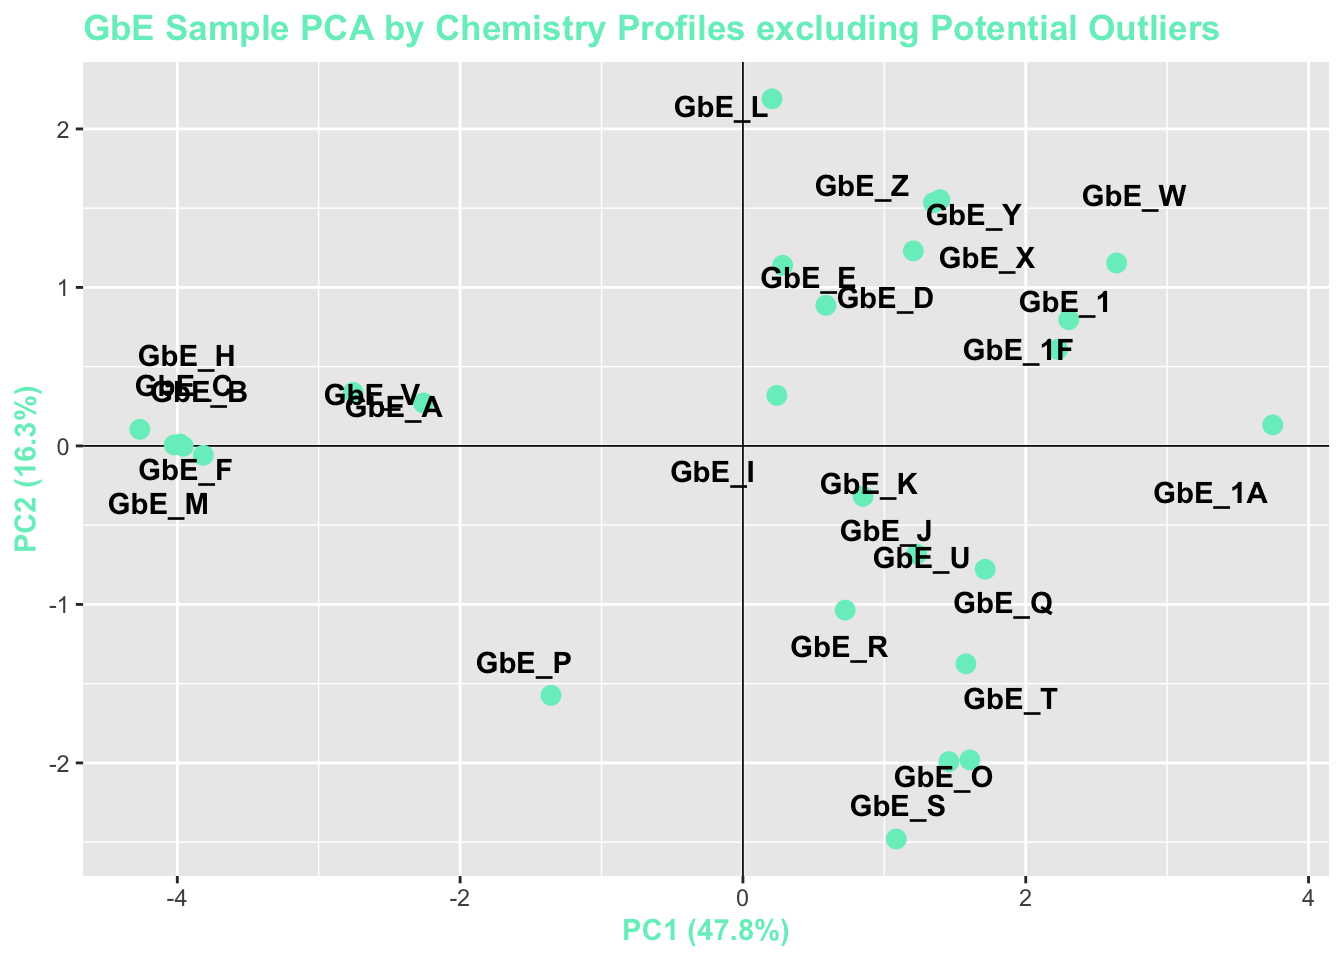 GbE Sample PCA by Chemistry Profiles excluding Potential Outliers
PC2 (16.3%)
2
1
0
-1
-2
GbE_L
GbE_Z
GbE_W
GbE_Y
GbE_X
GbE_E
GbE_D
GbE_1
GbE_1F
GbE_H
GbE_C
GbE_B
GbE_V
GbE_A
GbE_F
GbE_I
GbE_K
GbE_1A
GbE_M
GbE_J
GbE_U
GbE_Q
GbE_R
GbE_P
GbE_T
GbE_O
GbE_S
-4
-2
0
2
4
PC1 (47.8%)